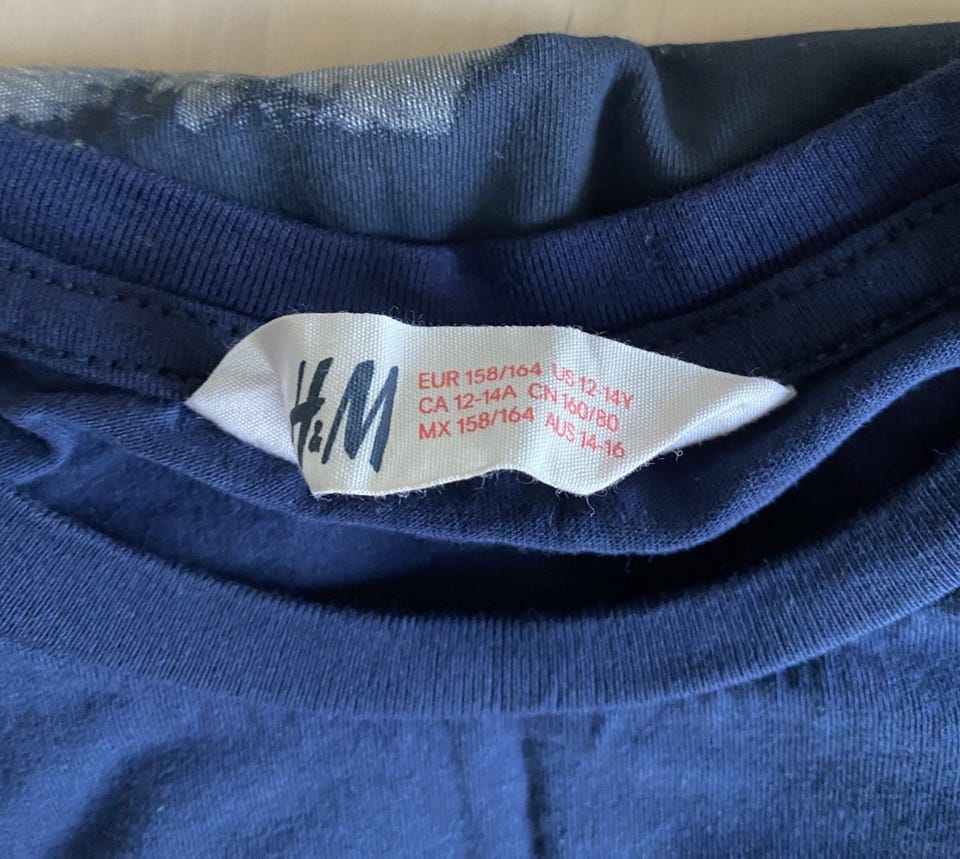 H&M
EUR 158/164 US 12-14Y
CA 12-14A CN 160/80
MX 158/164 AUS 14-16